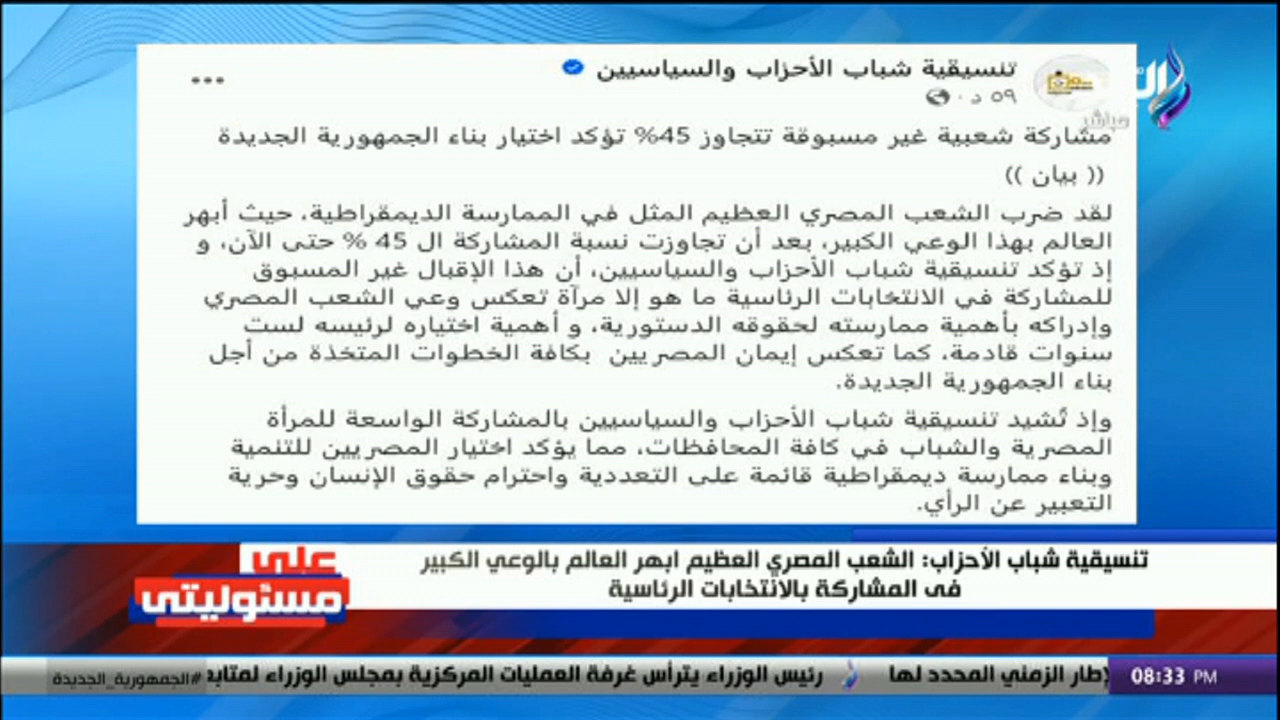 تنسيقية شباب الأحزاب والسياسيين
٥٩ د ·
مباشر
مشاركة شعبية غير مسبوقة تتجاوز 45% تؤكد اختيار بناء الجمهورية الجديدة
(( بيان ))
لقد ضرب الشعب المصري العظيم المثل في الممارسة الديمقراطية، حيث أبهر
العالم بهذا الوعي الكبير، بعد أن تجاوزت نسبة المشاركة ال 45 % حتى الآن، و
إذ تؤكد تنسيقية شباب الأحزاب والسياسيين، أن هذا الإقبال غير المسبوق
للمشاركة في الانتخابات الرئاسية ما هو إلا مرآة تعكس وعي الشعب المصري
وإدراكه بأهمية ممارسته لحقوقه الدستورية، و أهمية اختياره لرئيسه لست
سنوات قادمة، كما تعكس إيمان المصريين بكافة الخطوات المتخذة من أجل
بناء الجمهورية الجديدة.
وإذ تُشيد تنسيقية شباب الأحزاب والسياسيين بالمشاركة الواسعة للمرأة
المصرية والشباب في كافة المحافظات، مما يؤكد اختيار المصريين للتنمية
وبناء ممارسة ديمقراطية قائمة على التعددية واحترام حقوق الإنسان وحرية
التعبير عن الرأي.
تنسيقية شباب الأحزاب: الشعب المصري العظيم ابهر العالم بالوعي الكبير
فى المشاركة بالانتخابات الرئاسية
على
مسئوليتى
08:33 PM
لإطار الزمني المحدد لها
رئيس الوزراء يترأس غرفة العمليات المركزية بمجلس الوزراء لمتابع
#الجمهورية_الجديدة